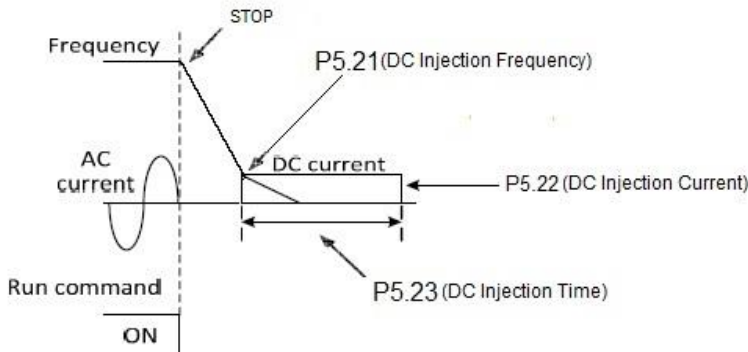 STOP
Frequency
P5.21 (DC Injection Frequency)
AC
current
DC current
P5.22 (DC Injection Current)
P5.23 (DC Injection Time)
Run command
ON